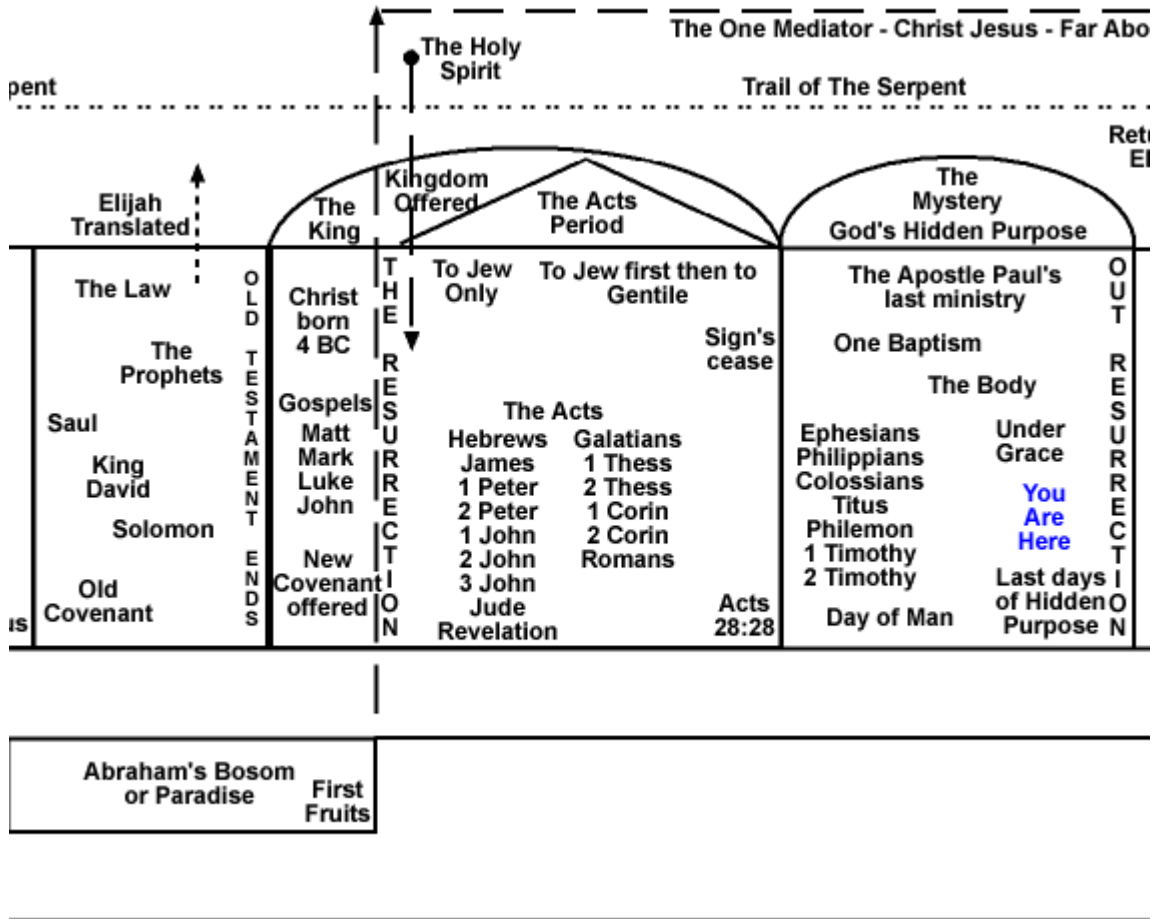 The One Mediator - Christ Jesus - Far Abo
The Holy
Spirit
pent
Trail of The Serpent
Retu
El
Elijah
Translated
The
King
Kingdom
Offered
The Acts
Period
The
Mystery
God's Hidden Purpose
The Law
The
Prophets
Saul
King
David
Solomon
Old
Covenant
us
OLD TESTAMENT ENDS
Christ
born
4 BC
Gospels
Matt
Mark
Luke
John
New
Covenant
offered
THE RESURRECTION
To Jew
Only
To Jew first then to
Gentile
Sign's
cease
The Acts
Hebrews
James
1 Peter
2 Peter
1 John
2 John
3 John
Jude
Revelation
Galatians
1 Thess
2 Thess
1 Corin
2 Corin
Romans
Acts
28:28
The Apostle Paul's
last ministry
One Baptism
The Body
Ephesians
Philippians
Colossians
Titus
Philemon
1 Timothy
2 Timothy
Day of Man
Under
Grace
You
Are
Here
Last days
of Hidden
Purpose
OUT RESURRECTION
Abraham's Bosom
or Paradise
First
Fruits